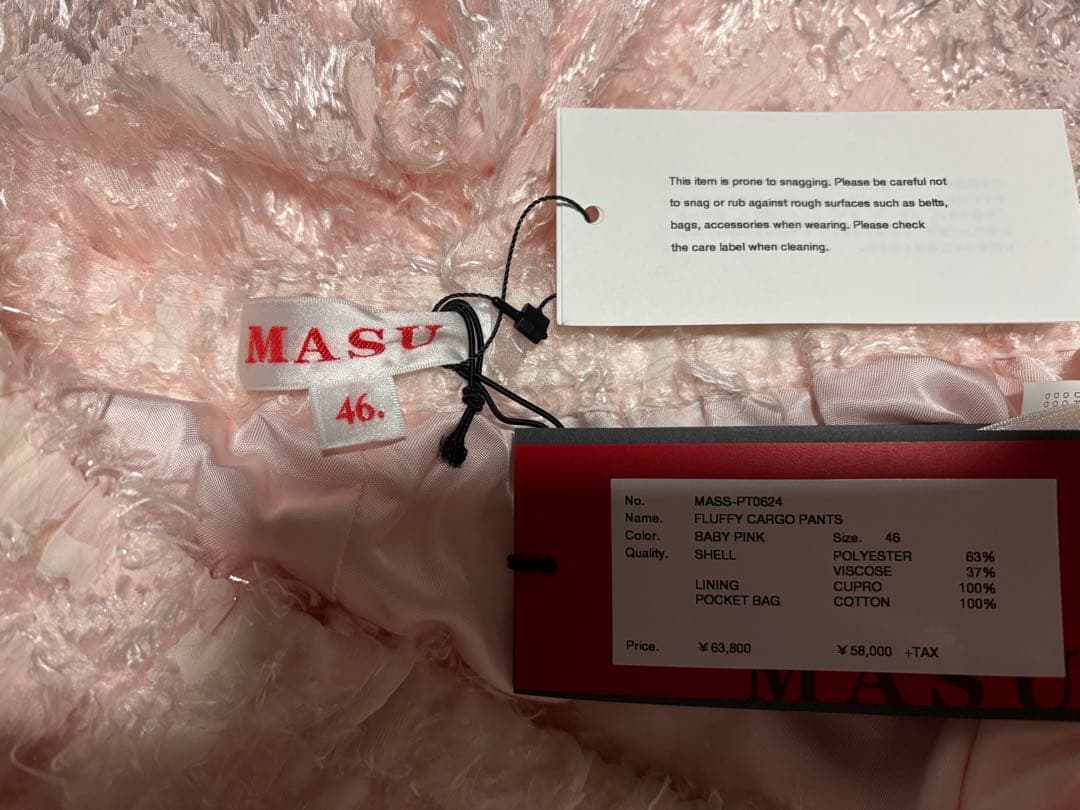 This item is prone to snagging. Please be careful not
to snag or rub against rough surfaces such as belts,
bags, accessories when wearing. Please check
the care label when cleaning.
MASU
46.
No. MASS-PT0624
Name. FLUFFY CARGO PANTS
Color. BABY PINK Size. 46
Quality. SHELL POLYESTER 63%
VISCOSE 37%
LINING CUPRO 100%
POCKET BAG COTTON 100%
Price. ¥63,800 ¥58,000 +TAX
MASU